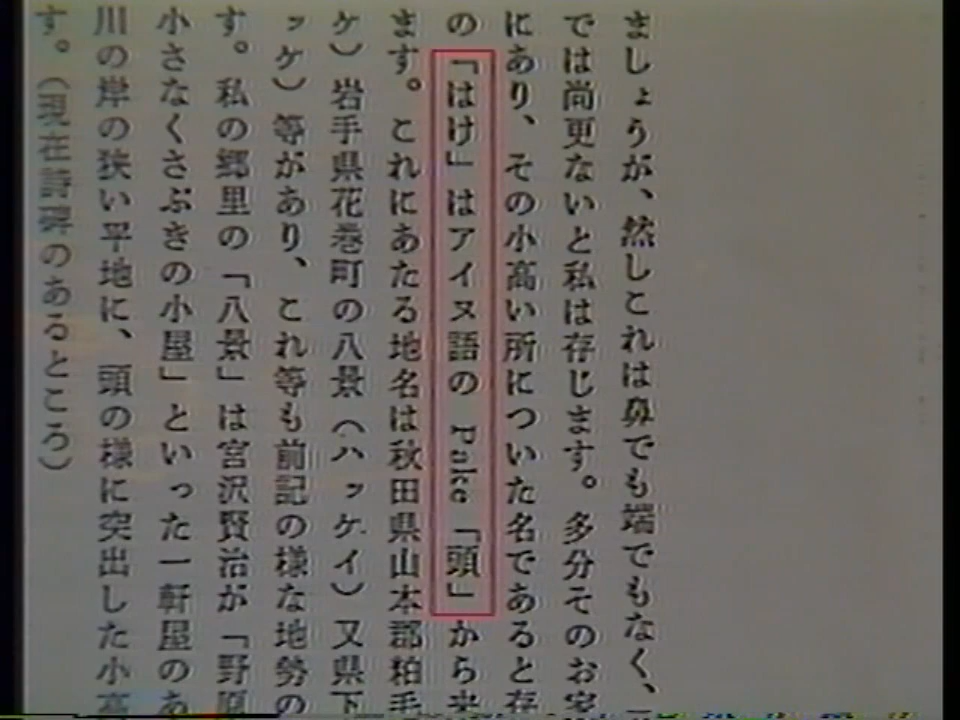 ましょうが、然しこれは鼻でも端でもなく、
では尚更ないと私は存じます。多分そのお家
にあり、その小高い所についた名であると存
の「はけ」はアイヌ語の Pake「頭」から来
ます。これにあたる地名は秋田県山本郡粕毛
ケ）岩手県花巻町の八景（ハッケイ）又県下
ッケ）等があり、これ等も前記の様な地勢の
す。私の郷里の「八景」は宮沢賢治が「野原
小さなくさぶきの小屋」といった一軒屋のあ
川の岸の狭い平地に、頭の様に突出した小高
す。（現在詩碑のあるところ）